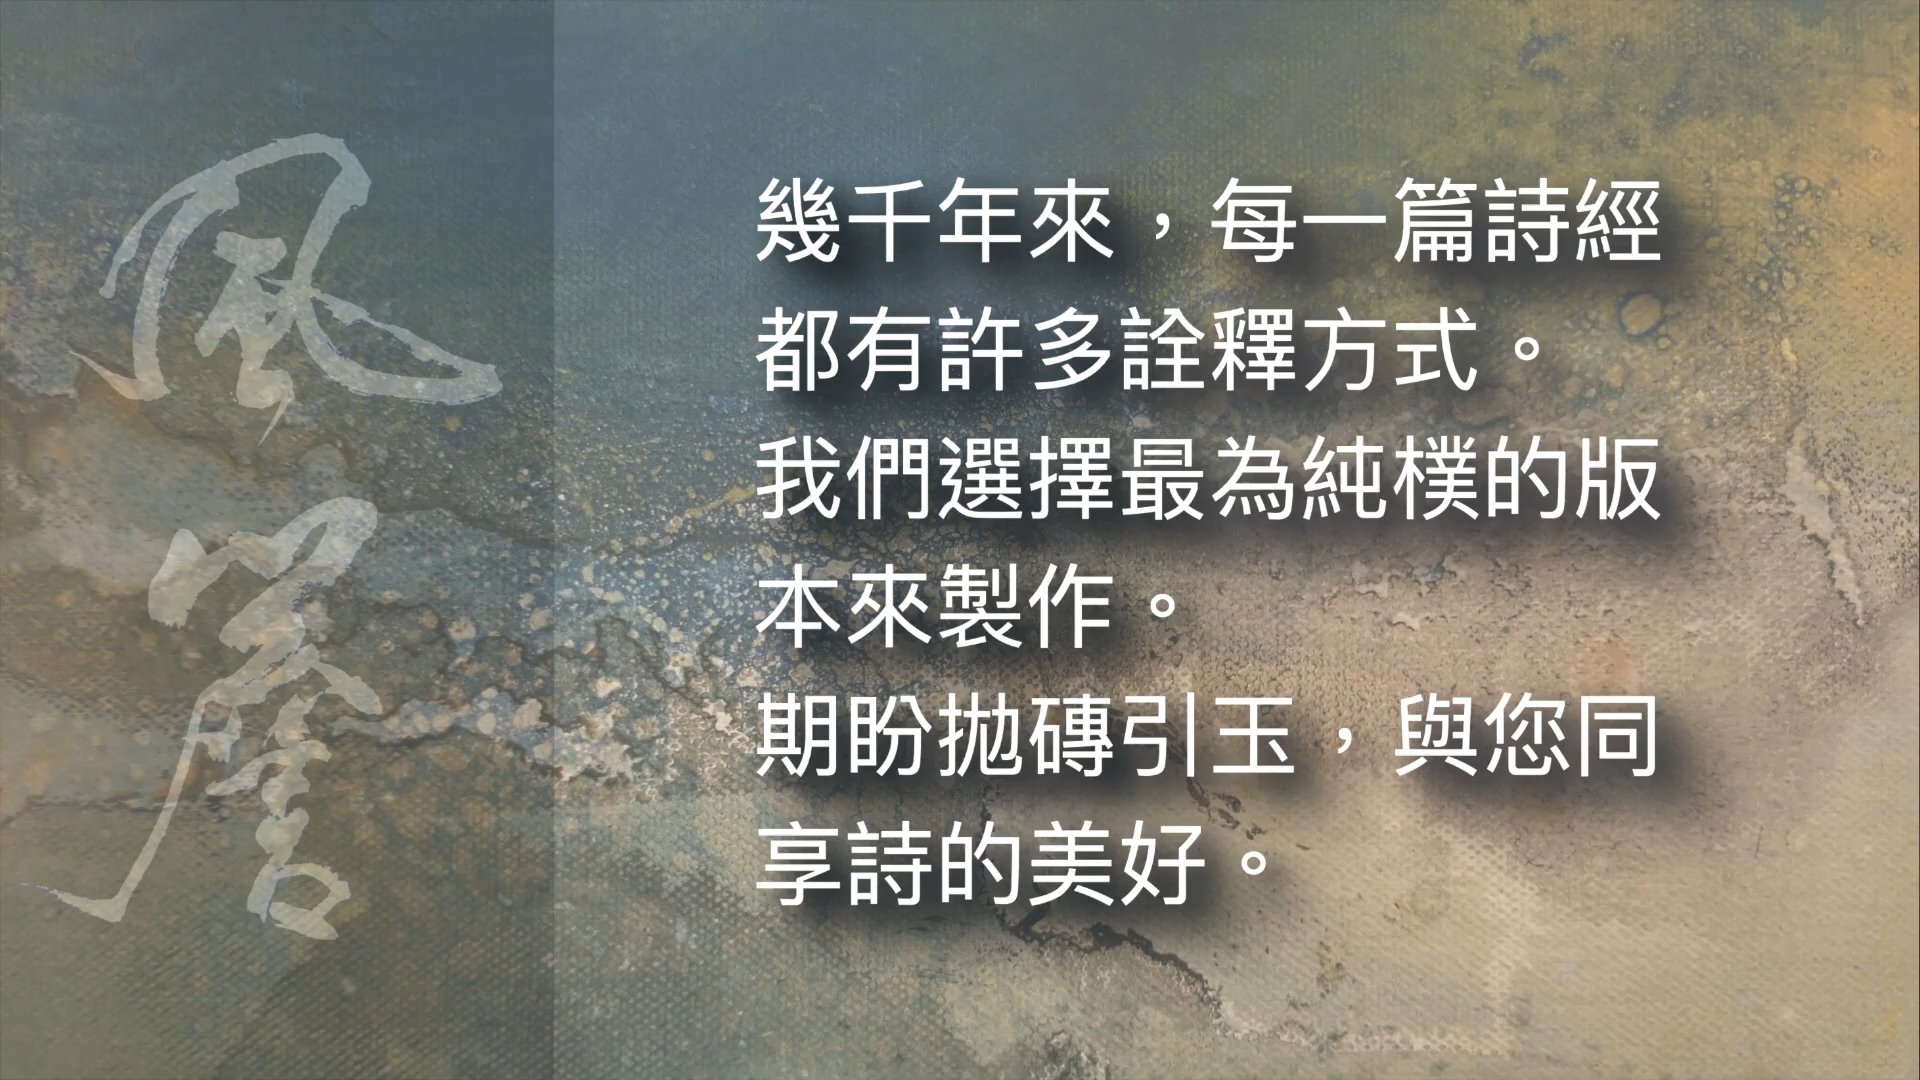 風
詹
幾千年來，每一篇詩經
都有許多詮釋方式。
我們選擇最為純樸的版
本來製作。
期盼拋磚引玉，與您同
享詩的美好。